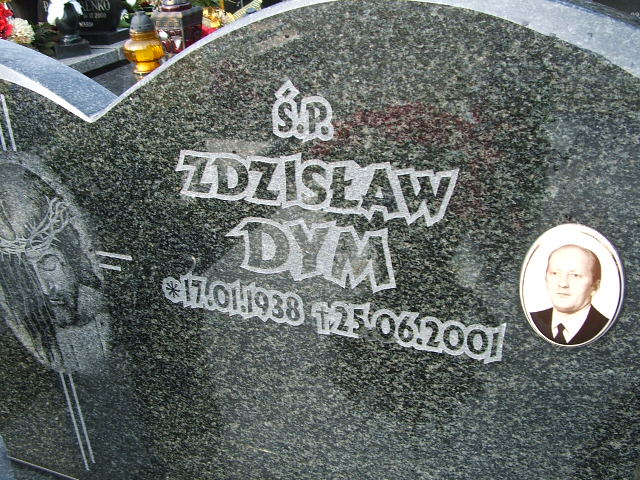 Ś.P.
ZDZISŁAW
DYM
*17.01.1938 †25.06.2001